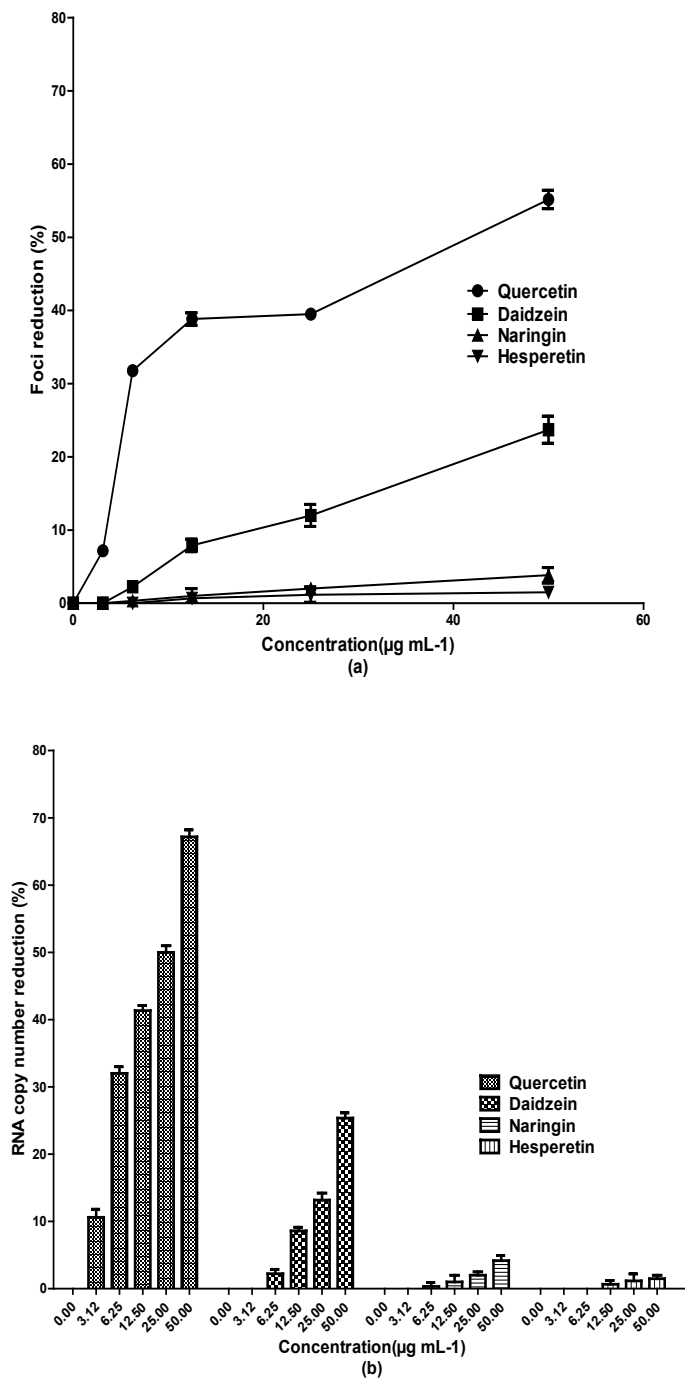 80
70
60
50
40
30
20
10
0
Foci reduction (%)
Quercetin
Daidzein
Naringin
Hesperetin
0 20 40 60
Concentration(µg mL-1)
(a)
80
70
60
50
40
30
20
10
0
RNA copy number reduction (%)
Quercetin
Daidzein
Naringin
Hesperetin
0.00 3.12 6.25 12.50 25.00 50.00 0.00 3.12 6.25 12.50 25.00 50.00 0.00 3.12 6.25 12.50 25.00 50.00 0.00 3.12 6.25 12.50 25.00 50.00
Concentration(µg mL-1)
(b)